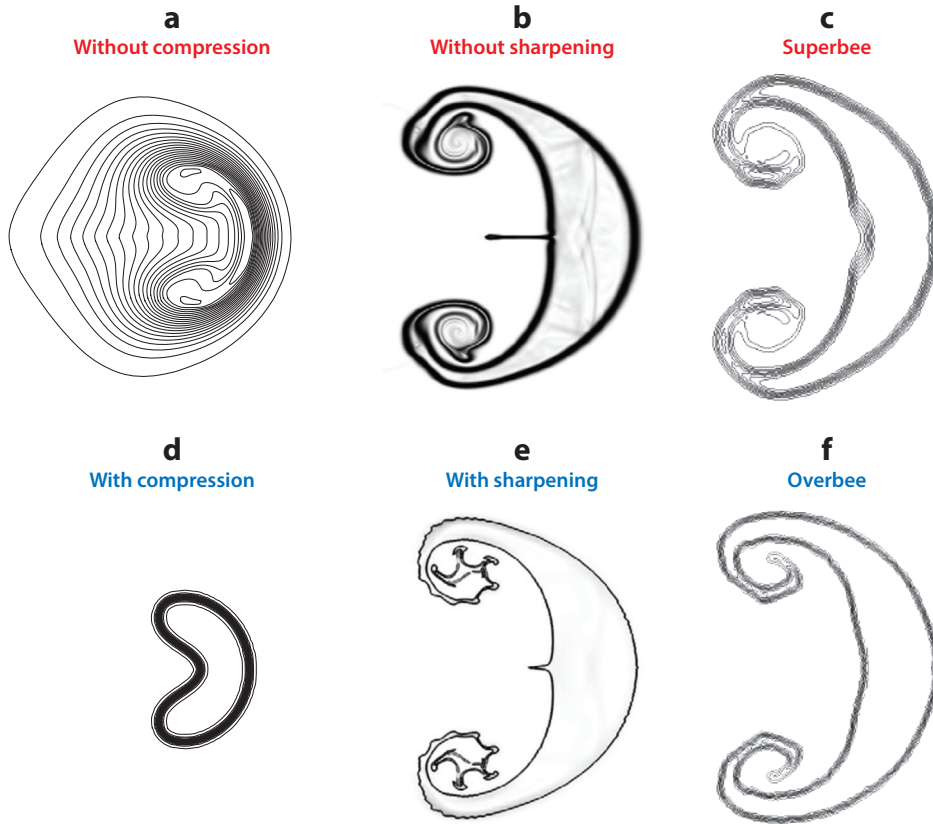 a
Without compression
b
Without sharpening
c
Superbee
d
With compression
e
With sharpening
f
Overbee